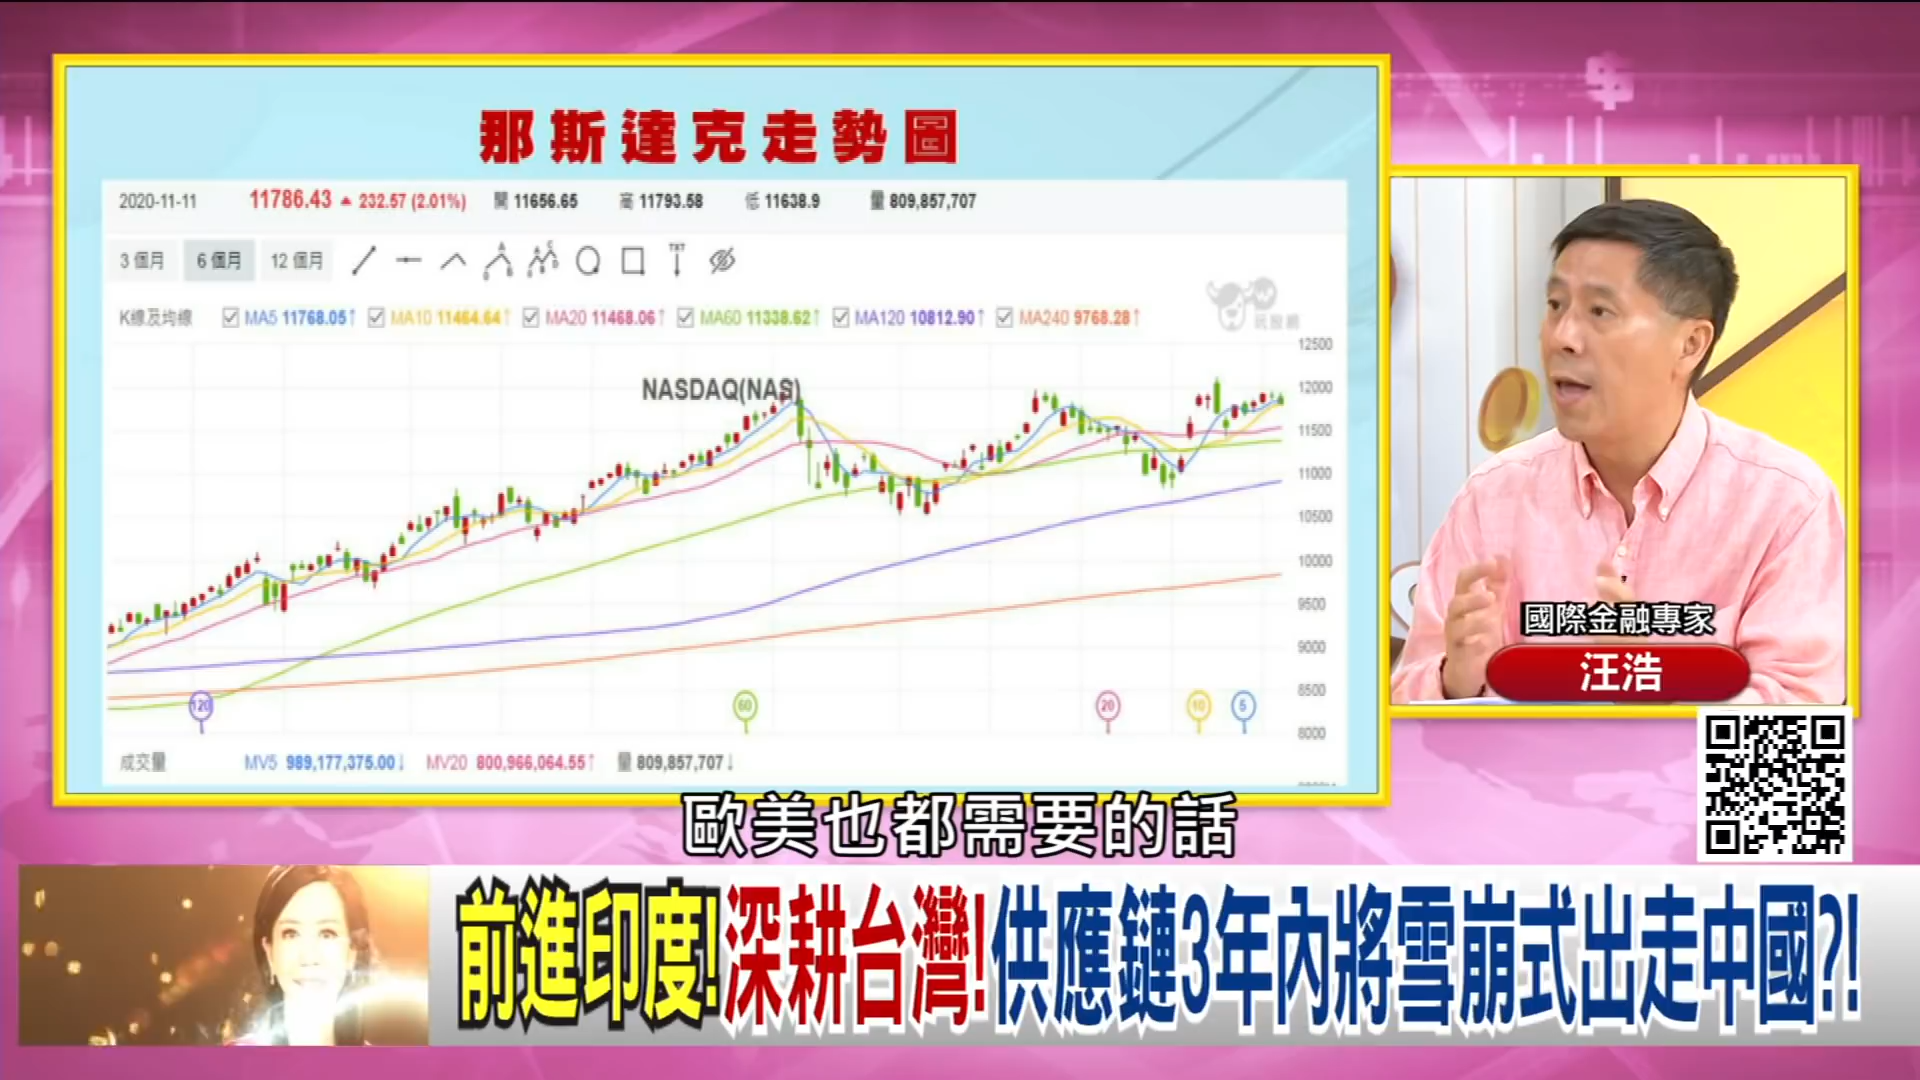 那斯達克走勢圖
2020-11-11 11786.43 ▲ 232.57 (2.01%) 開 11656.65 高 11793.58 低 11638.9 量 809,857,707
3 個月 6 個月 12 個月 TXT
K線及均線 MA5 11768.05↑ MA10 11464.64↑ MA20 11468.06↑ MA60 11338.62↑ MA120 10812.90↑ MA240 9768.28↑
玩股網
NASDAQ(NAS)
12500
12000
11500
11000
10500
10000
9500
9000
8500
8000
120 60 20 10 5
成交量 MV5 989,177,375.00↓ MV20 800,966,064.55↑ 量 809,857,707↓
國際金融專家
汪浩
歐美也都需要的話
前進印度!深耕台灣!供應鏈3年內將雪崩式出走中國?!